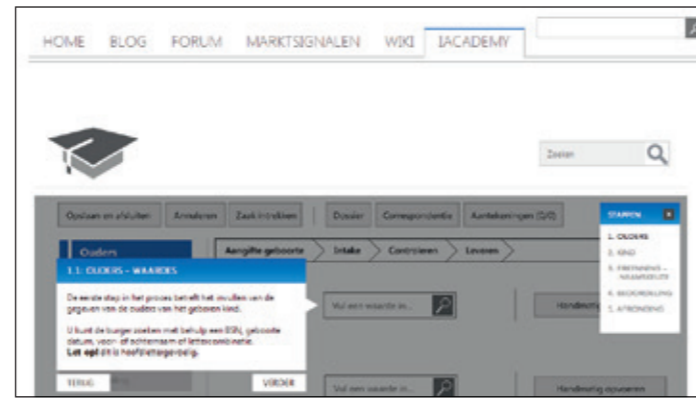 HOME BLOG FORUM MARKTSIGNALEN WIKI IACADEMY
Zoeken
Opslaan en afsluiten Annuleren Zaak intrekken Dossier Correspondentie Aantekeningen (0/0)
STAPPEN
Ouders
Aangifte geboorte Intake Controleren Leveren
1. OUDERS
2. KIND
3. ERKENNING - NAAMSKEUZE
4. BEOORDELING
5. AFRONDING
1.1: OUDERS - WAARDES
De eerste stap in het proces betreft het invullen van de
gegevens van de ouders van het geboren kind.
U kunt de burger zoeken met behulp een BSN, geboorte
datum, voor- of achternaam of lettercombinatie.
Let op! dit is hoofdlettergevoelig.
TERUG VERDER
Vul een waarde in...
Handmatig
Vul een waarde in...
Handmatig opvoeren